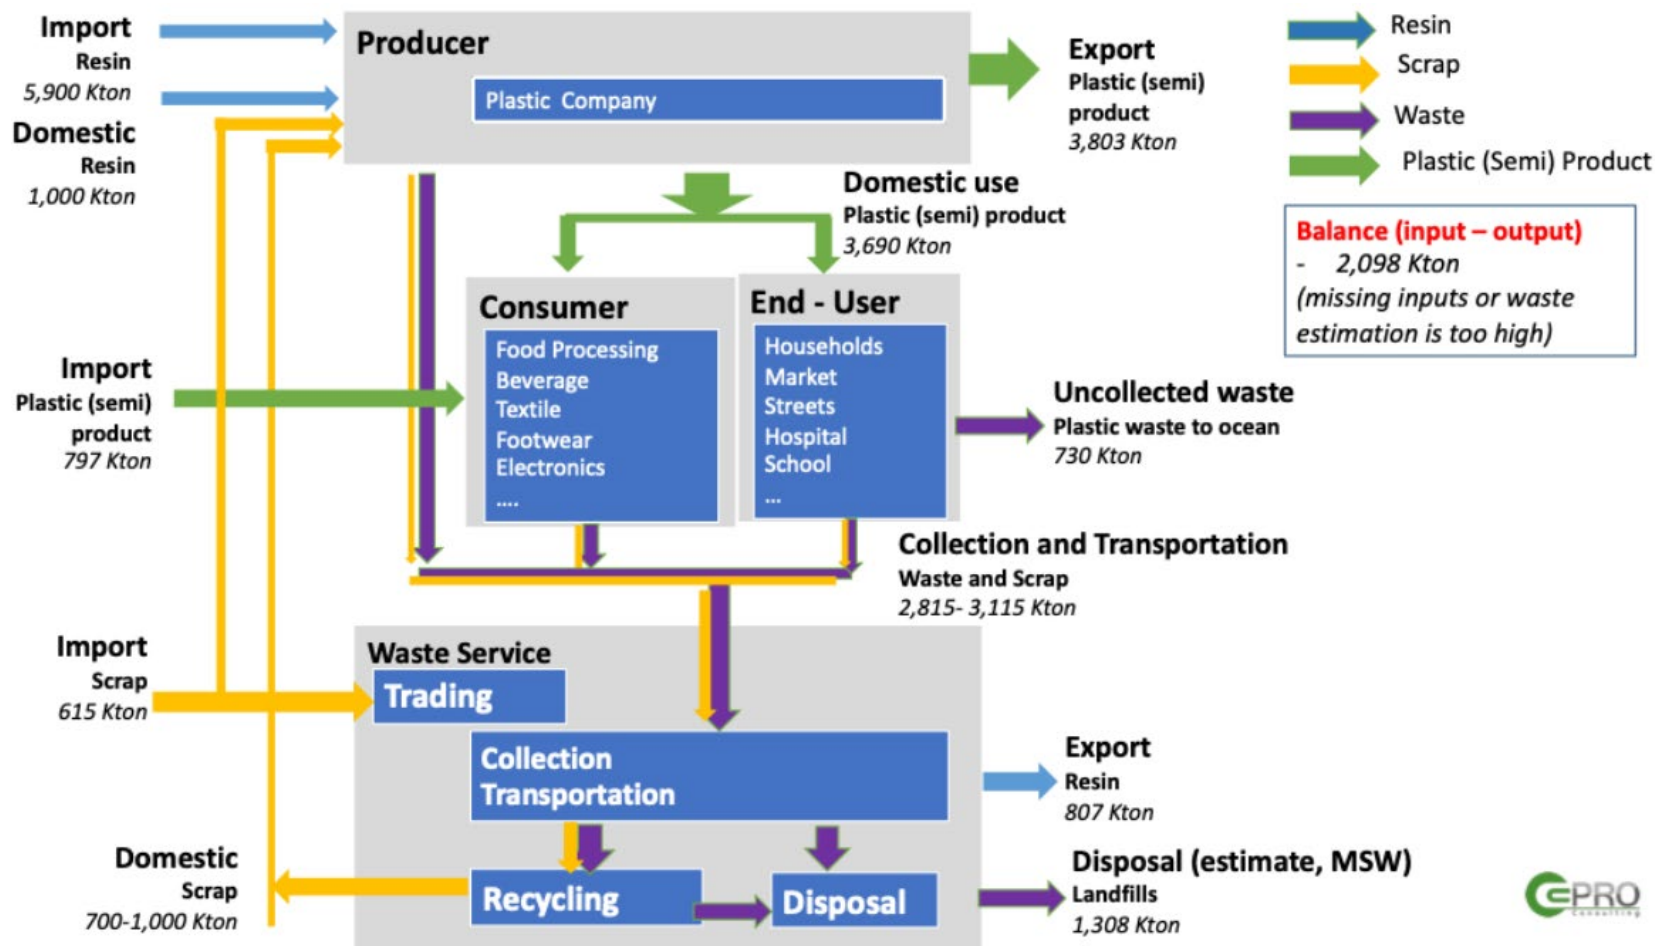 Import
Resin
5,900 Kton
Domestic
Resin
1,000 Kton
Producer
Plastic Company
Export
Plastic (semi)
product
3,803 Kton
Resin
Scrap
Waste
Plastic (Semi) Product
Balance (input – output)
- 2,098 Kton
(missing inputs or waste
estimation is too high)
Domestic use
Plastic (semi) product
3,690 Kton
Import
Plastic (semi)
product
797 Kton
Consumer
Food Processing
Beverage
Textile
Footwear
Electronics
....
End - User
Households
Market
Streets
Hospital
School
...
Uncollected waste
Plastic waste to ocean
730 Kton
Collection and Transportation
Waste and Scrap
2,815- 3,115 Kton
Import
Scrap
615 Kton
Waste Service
Trading
Collection
Transportation
Recycling
Disposal
Export
Resin
807 Kton
Domestic
Scrap
700-1,000 Kton
Disposal (estimate, MSW)
Landfills
1,308 Kton
EPRO
Consulting